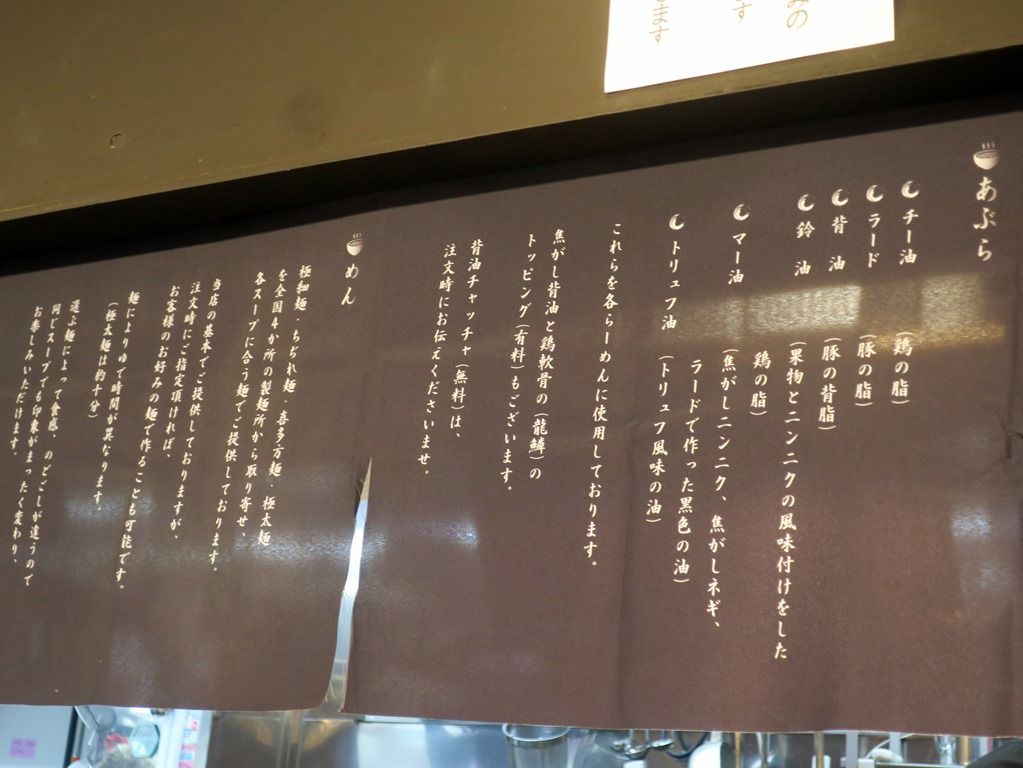 みの
す
ます
あぶら
チー油 (鶏の脂)
ラード (豚の脂)
背油 (豚の背脂)
鈴油 (果物とニンニクの風味付けをした
鶏の脂)
マー油 (焦がしニンニク、焦がしネギ、
ラードで作った黒色の油)
トリュフ油 (トリュフ風味の油)
これらを各らーめんに使用しております。
焦がし背油と鶏軟骨の(龍鱗)の
トッピング(有料)もございます。
背油チャッチャ(無料)は、
注文時にお伝えくださいませ。
めん
極細麺、ちぢれ麺、喜多方麺、極太麺
を全国4か所の製麺所から取り寄せ、
各スープに合う麺でご提供しております。
当店の基本でご提供しておりますが、
注文時にご指定頂ければ、
お客様のお好みの麺で作ることも可能です。
麺によりゆで時間が異なります
(極太麺は約十分)
選ぶ麺によって食感、のどごしが違うので
同じスープでも印象がまったく変わり、
お楽しみいただけます。